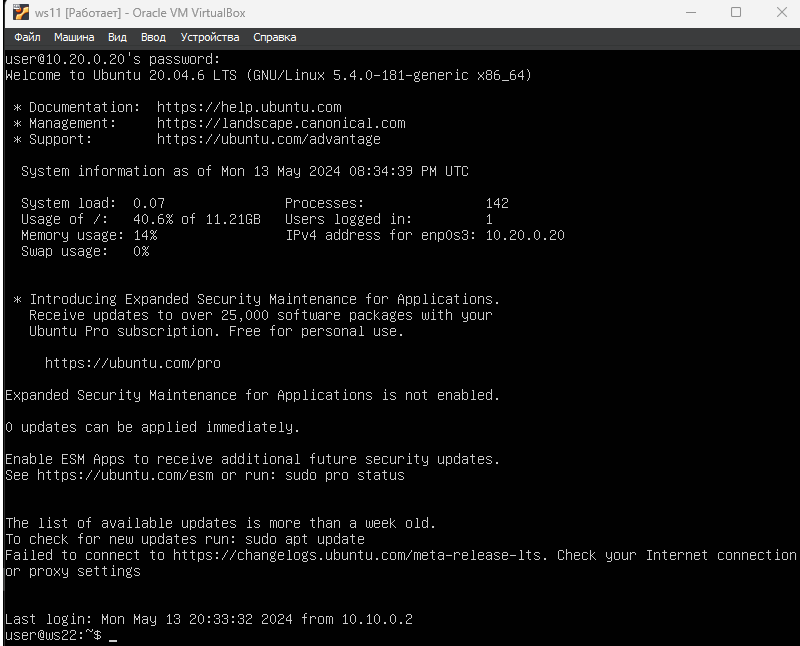 ws11 [Работает] - Oracle VM VirtualBox
Файл Машина Вид Ввод Устройства Справка
user@10.20.0.20's password:
Welcome to Ubuntu 20.04.6 LTS (GNU/Linux 5.4.0-181-generic x86_64)
* Documentation: https://help.ubuntu.com
* Management: https://landscape.canonical.com
* Support: https://ubuntu.com/advantage
System information as of Mon 13 May 2024 08:34:39 PM UTC
System load: 0.07 Processes: 142
Usage of /: 40.6% of 11.21GB Users logged in: 1
Memory usage: 14% IPv4 address for enp0s3: 10.20.0.20
Swap usage: 0%
* Introducing Expanded Security Maintenance for Applications.
Receive updates to over 25,000 software packages with your
Ubuntu Pro subscription. Free for personal use.
https://ubuntu.com/pro
Expanded Security Maintenance for Applications is not enabled.
0 updates can be applied immediately.
Enable ESM Apps to receive additional future security updates.
See https://ubuntu.com/esm or run: sudo pro status
The list of available updates is more than a week old.
To check for new updates run: sudo apt update
Failed to connect to https://changelogs.ubuntu.com/meta-release-lts. Check your Internet connection
or proxy settings
Last login: Mon May 13 20:33:32 2024 from 10.10.0.2
user@ws22:~$ _